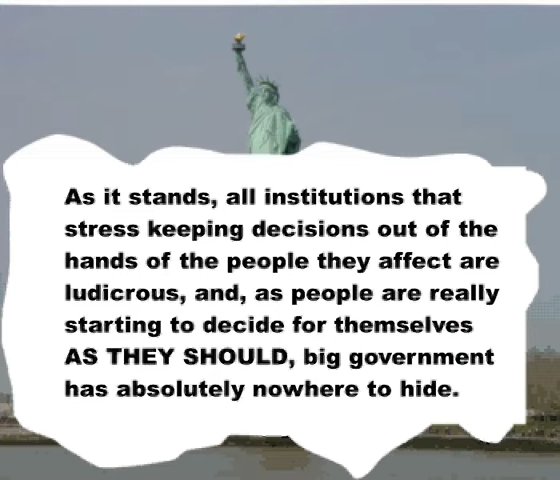 As it stands, all institutions that
stress keeping decisions out of the
hands of the people they affect are
ludicrous, and, as people are really
starting to decide for themselves
AS THEY SHOULD, big government
has absolutely nowhere to hide.